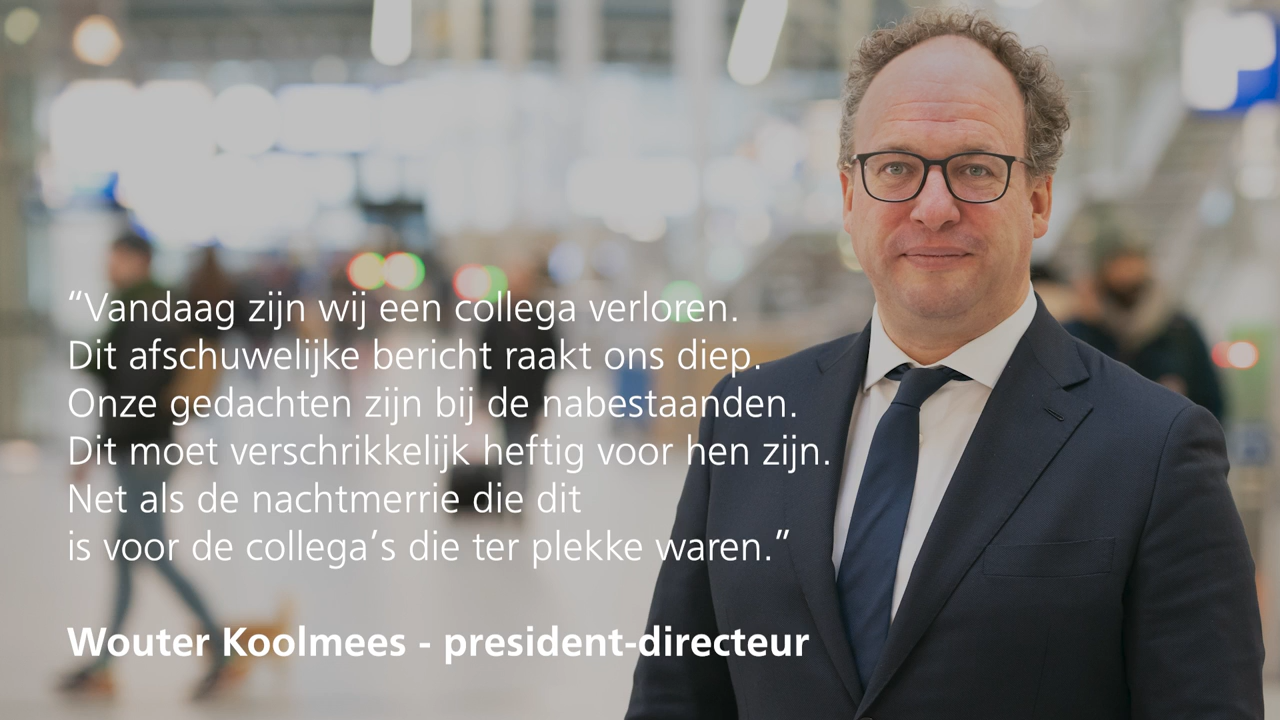 “Vandaag zijn wij een collega verloren.
Dit afschuwelijke bericht raakt ons diep.
Onze gedachten zijn bij de nabestaanden.
Dit moet verschrikkelijk heftig voor hen zijn.
Net als de nachtmerrie die dit
is voor de collega’s die ter plekke waren.”
Wouter Koolmees - president-directeur